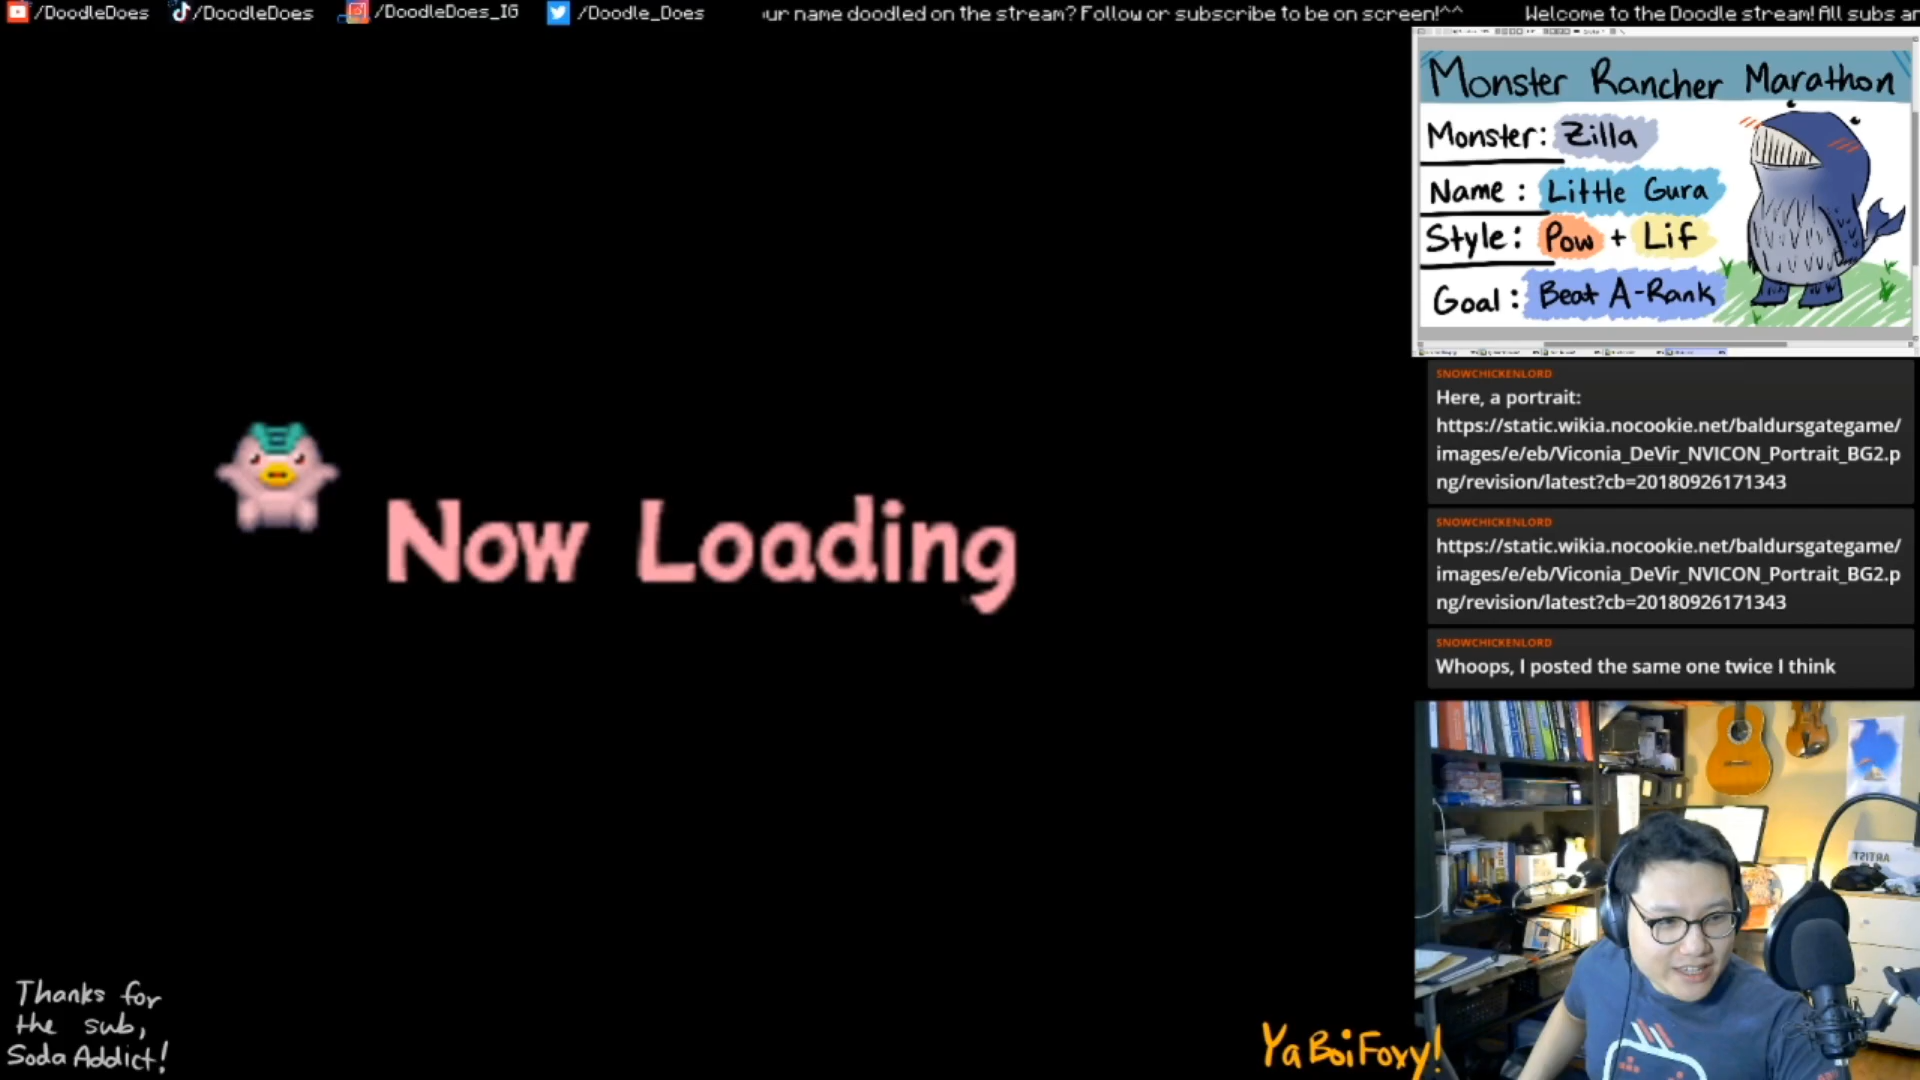 /DoodleDoes /DoodleDoes /DoodleDoes_IG /Doodle_Does ur name doodled on the stream? Follow or subscribe to be on screen!^^ Welcome to the Doodle stream! All subs ar
Monster Rancher Marathon
Monster: Zilla
Name : Little Gura
Style: Pow + Lif
Goal : Beat A-Rank
SNOWCHICKENLORD
Here, a portrait:
https://static.wikia.nocookie.net/baldursgategame/
images/e/eb/Viconia_DeVir_NVICON_Portrait_BG2.p
ng/revision/latest?cb=20180926171343
SNOWCHICKENLORD
https://static.wikia.nocookie.net/baldursgategame/
images/e/eb/Viconia_DeVir_NVICON_Portrait_BG2.p
ng/revision/latest?cb=20180926171343
SNOWCHICKENLORD
Whoops, I posted the same one twice I think
Now Loading
ARTIST
Thanks for
the sub,
Soda Addict!
YaBoiFoxy!